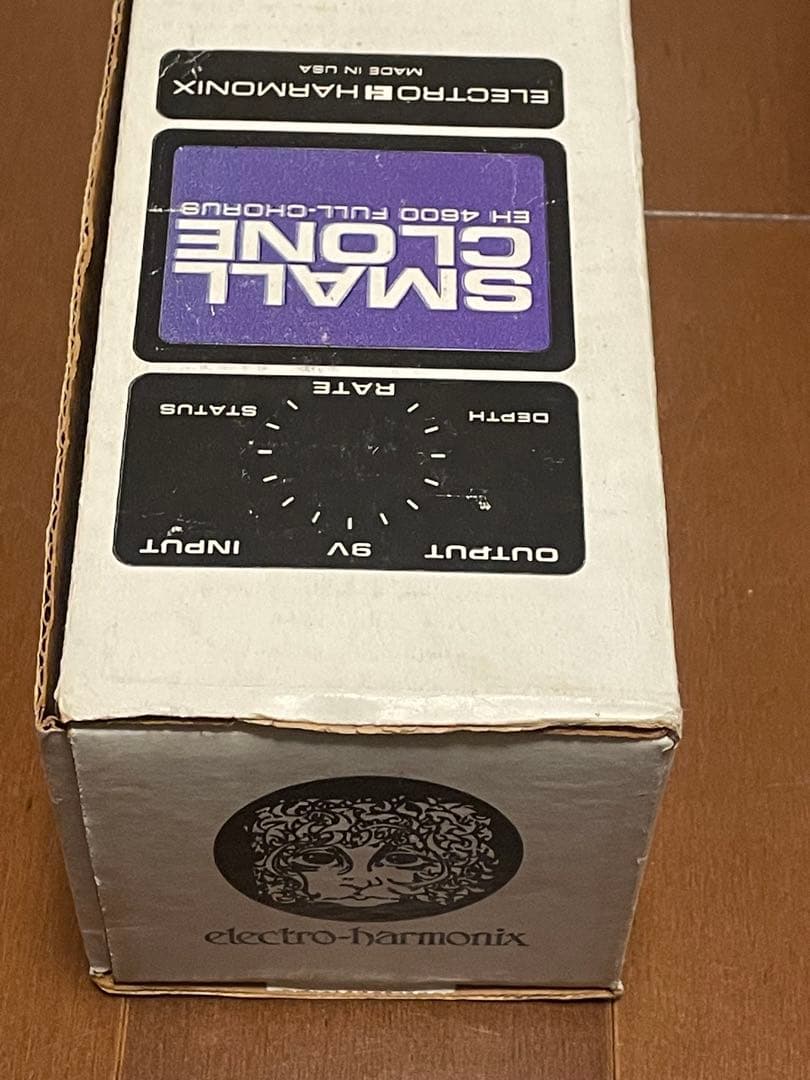 OUTPUT 9V INPUT
DEPTH RATE STATUS
SMALL
CLONE
EH 4600 FULL-CHORUS
ELECTRO EH HARMONIX
MADE IN USA
electro-harmonix